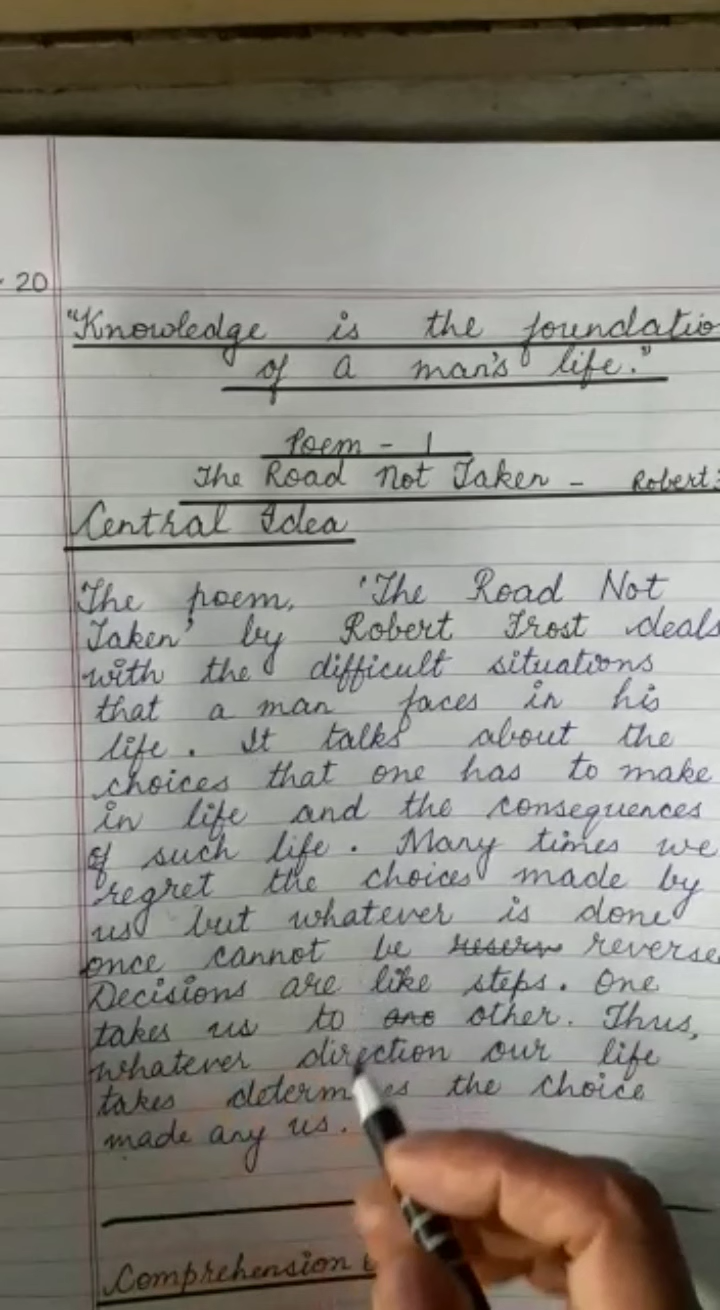 20
"Knowledge is the foundatio
of a man's life."
Poem - 1
The Road Not Taken - Robert
Central Idea
The poem, 'The Road Not
Taken' by Robert Frost deals
with the difficult situations
that a man faces in his
life. It talks about the
choices that one has to make
in life and the consequences
of such life. Many times we
regret the choices made by
us but whatever is done
once cannot be reverse
Decisions are like steps. One
takes us to one other. Thus,
whatever direction our life
takes determines the choice
made any us.
Comprehension